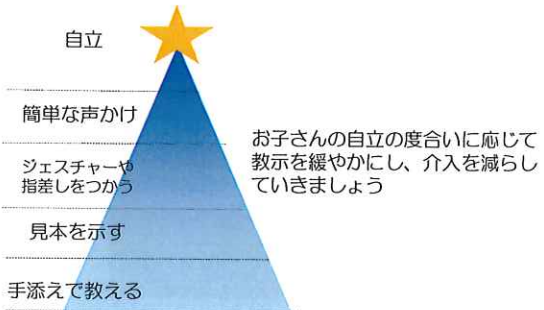 自立
簡単な声かけ
ジェスチャーや
指差しをつかう
見本を示す
手添えで教える
お子さんの自立の度合いに応じて
教示を緩やかにし、介入を減らし
ていきましょう